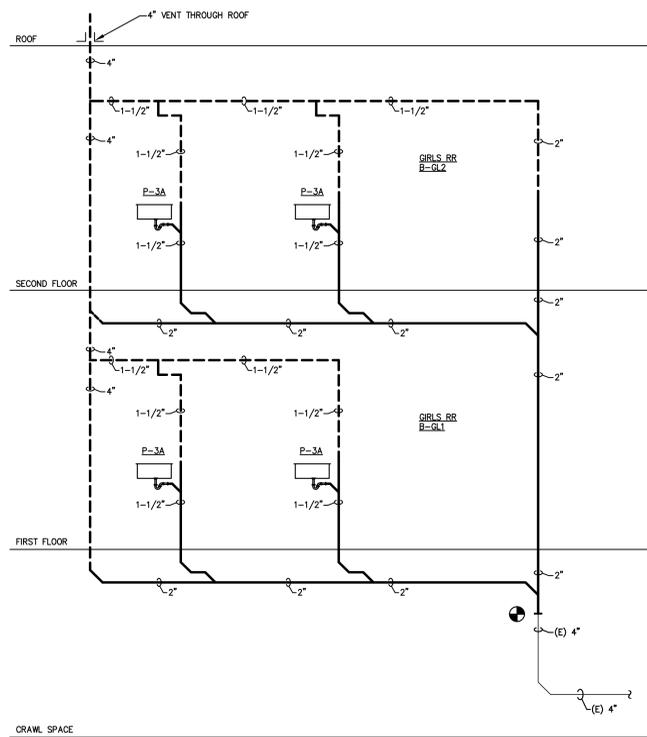 4" VENT THROUGH ROOF
ROOF
4"
1-1/2" 1-1/2" 1-1/2"
4" 2"
1-1/2" 1-1/2"
GIRLS RR
B-GL2
P-3A P-3A
1-1/2" 1-1/2" 2"
SECOND FLOOR
2"
2" 2" 2"
4"
1-1/2" 1-1/2"
4" 2"
1-1/2" 1-1/2"
GIRLS RR
B-GL1
P-3A P-3A
1-1/2" 1-1/2"
FIRST FLOOR
2"
2" 2" 2"
(E) 4"
(E) 4"
CRAWL SPACE